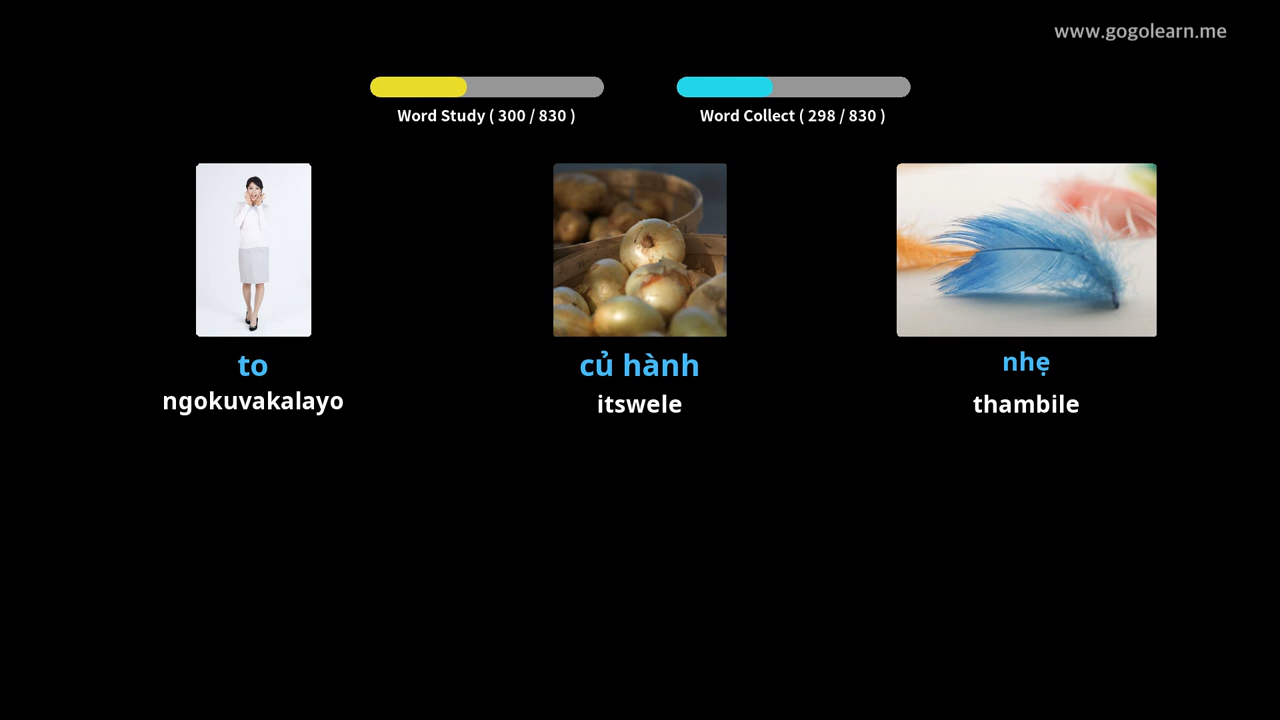 www.gogolearn.me
Word Study ( 300 / 830 )
Word Collect ( 298 / 830 )
to
ngokuvakalayo
củ hành
itswele
nhẹ
thambile